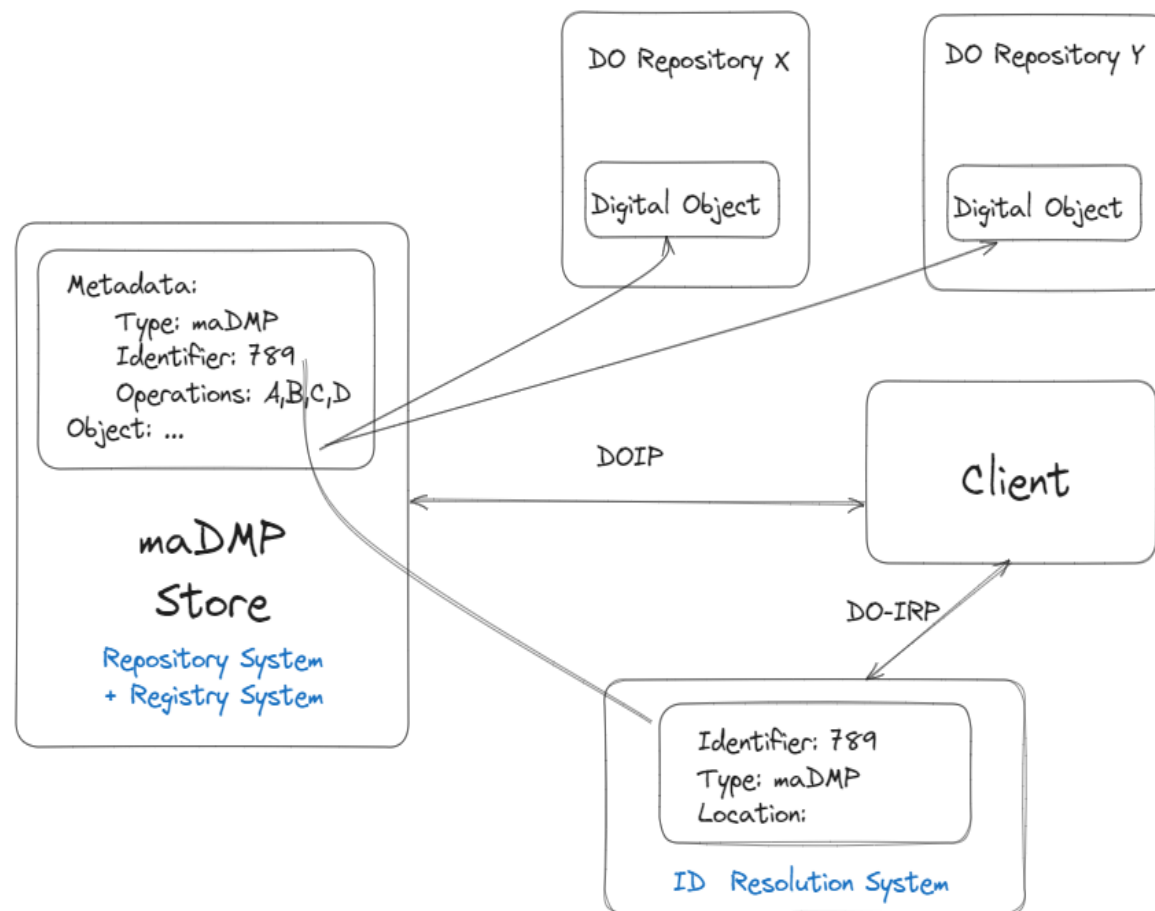 DO Repository X
Digital Object
DO Repository Y
Digital Object
Metadata:
Type: maDMP
Identifier: 789
Operations: A,B,C,D
Object: ...
maDMP
Store
Repository System
+ Registry System
DOIP
Client
DO-IRP
Identifier: 789
Type: maDMP
Location:
ID Resolution System